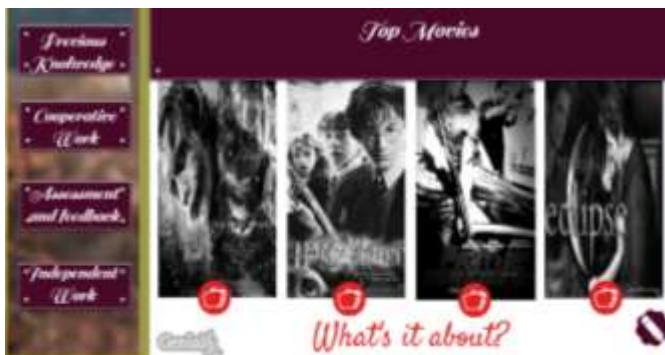 Previous
Knowledge
Cooperative
Work
Assessment
and feedback
Independent
Work
Top Movies
eclipse
What's it about?